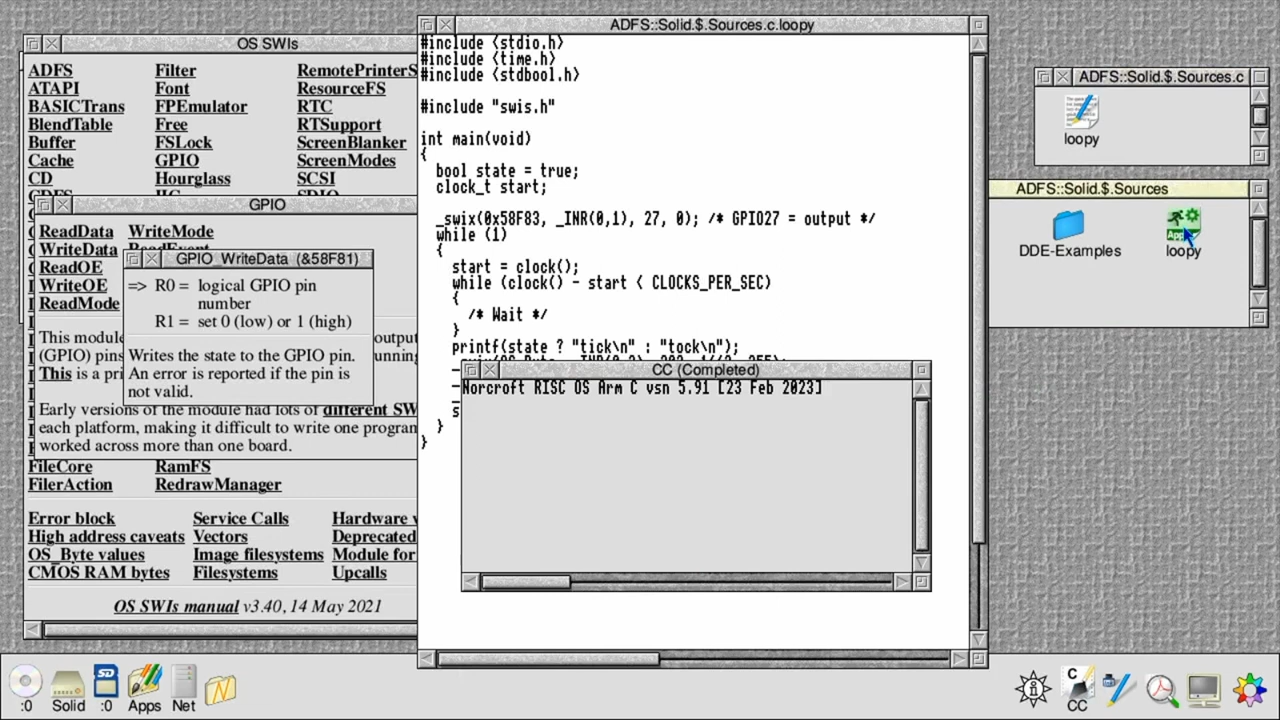 OS SWIs
ADFS Filter RemotePrinterS
ATAPI Font ResourceFS
BASICTrans FPEmulator RTC
BlendTable Free RTSupport
Buffer FSLock ScreenBlanker
Cache GPIO ScreenModes
CD Hourglass SCSI
GPIO
ReadData WriteMode
WriteData ReadEvent
ReadOE
WriteOE
ReadMode
This module
(GPIO) pins
This is a pri
Early versions of the module had lots of different SW
each platform, making it difficult to write one program
worked across more than one board.
GPIO_WriteData (&58F81)
=> R0 = logical GPIO pin
number
R1 = set 0 (low) or 1 (high)
Writes the state to the GPIO pin.
An error is reported if the pin is
not valid.
FileCore RamFS
FilerAction RedrawManager
Error block Service Calls Hardware v
High address caveats Vectors Deprecated
OS_Byte values Image filesystems Module for
CMOS RAM bytes Filesystems Upcalls
OS SWIs manual v3.40, 14 May 2021
ADFS::Solid.$.Sources.c.loopy
#include <stdio.h>
#include <time.h>
#include <stdbool.h>
#include "swis.h"
int main(void)
{
bool state = true;
clock_t start;
_swix(0x58F83, _INR(0,1), 27, 0); /* GPIO27 = output */
while (1)
{
start = clock();
while (clock() - start < CLOCKS_PER_SEC)
{
/* Wait */
}
printf(state ? "tick\n" : "tock\n");
s
}
}
CC (Completed)
Norcroft RISC OS Arm C vsn 5.91 [23 Feb 2023]
ADFS::Solid.$.Sources.c
loopy
ADFS::Solid.$.Sources
DDE-Examples loopy
:0 Solid :0 Apps Net
C
CC